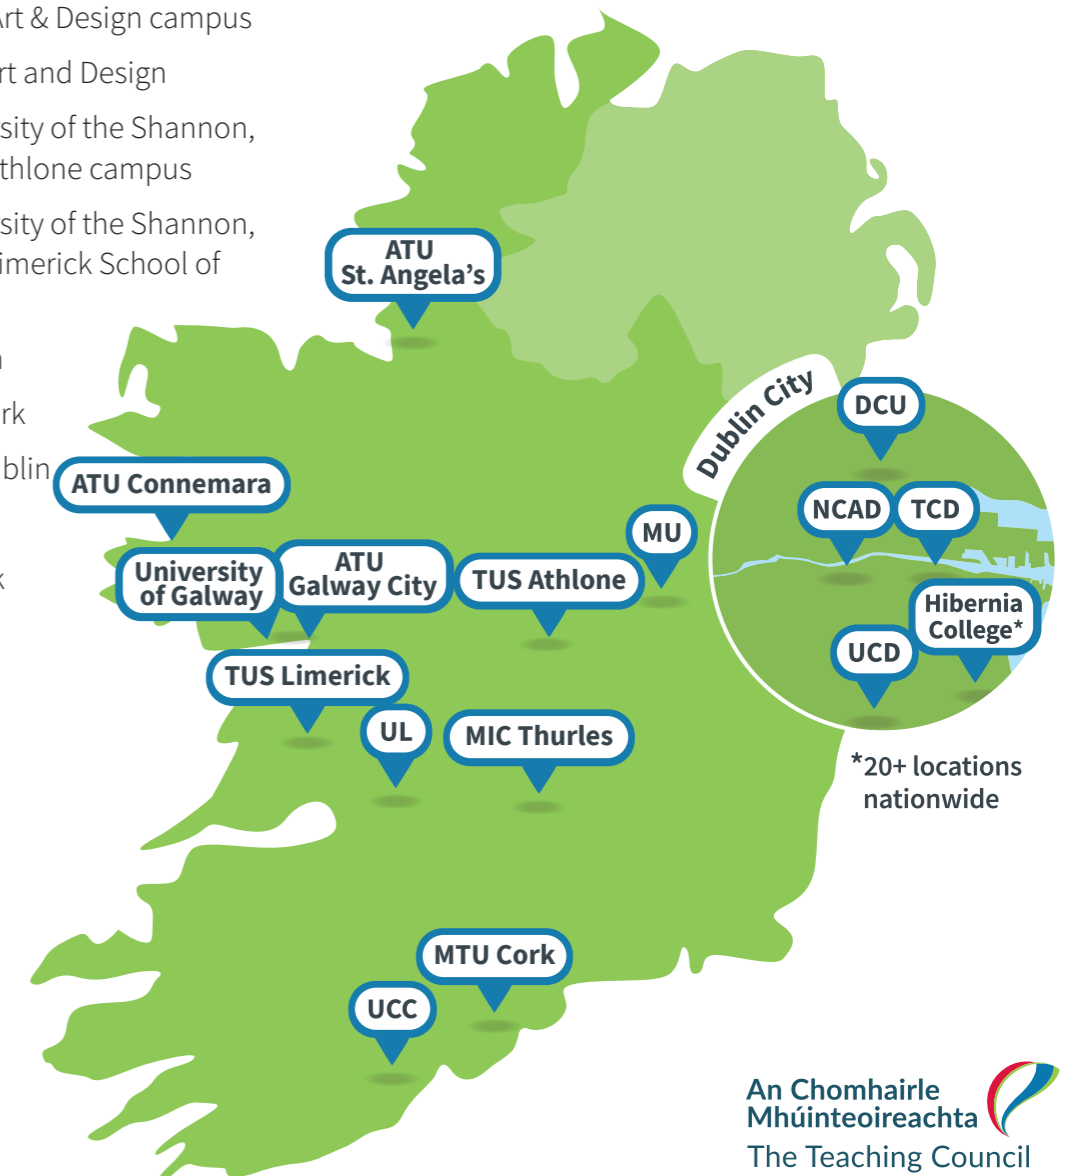 Art & Design campus
rt and Design
sity of the Shannon,
thlone campus
sity of the Shannon,
imerick School of
rk
blin
ATU
St. Angela's
Dublin City
DCU
ATU Connemara
NCAD
TCD
MU
University
of Galway
ATU
Galway City
TUS Athlone
Hibernia
College*
UCD
TUS Limerick
UL
MIC Thurles
*20+ locations
nationwide
MTU Cork
UCC
An Chomhairle
Mhúinteoireachta
The Teaching Council